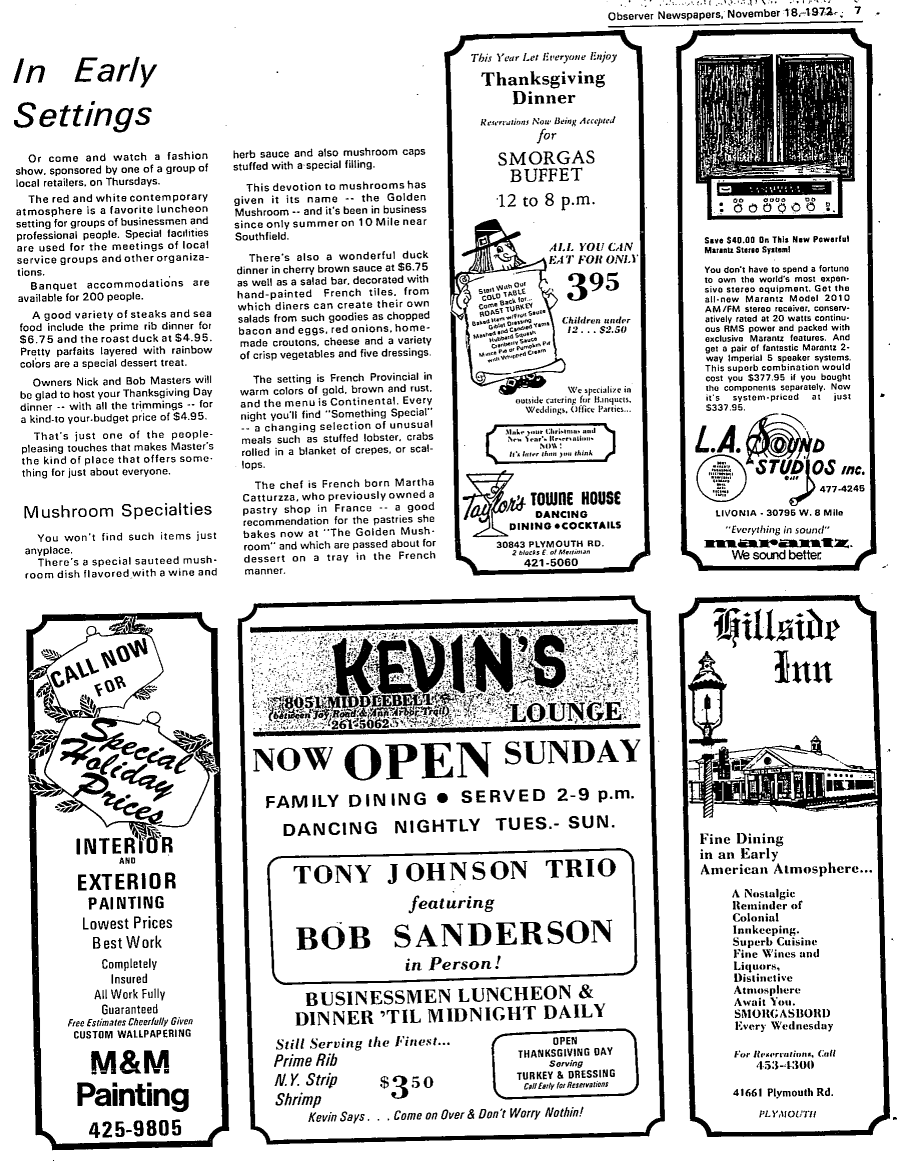 Observer Newspapers, November 18, 1972 7
In Early
Settings
Or come and watch a fashion
show, sponsored by one of a group of
local retailers, on Thursdays.
The red and white contemporary
atmosphere is a favorite luncheon
setting for groups of businessmen and
professional people. Special facilities
are used for the meetings of local
service groups and other organiza-
tions.
Banquet accommodations are
available for 200 people.
A good variety of steaks and sea
food include the prime rib dinner for
$6.75 and the roast duck at $4.95.
Pretty parfaits layered with rainbow
colors are a special dessert treat.
Owners Nick and Bob Masters will
be glad to host your Thanksgiving Day
dinner -- with all the trimmings -- for
a kind-to your-budget price of $4.95.
That's just one of the people-
pleasing touches that makes Master's
the kind of place that offers some-
thing for just about everyone.
Mushroom Specialties
You won't find such items just
anyplace.
There's a special sauteed mush-
room dish flavored with a wine and
herb sauce and also mushroom caps
stuffed with a special filling.
This devotion to mushrooms has
given it its name -- the Golden
Mushroom -- and it's been in business
since only summer on 10 Mile near
Southfield.
There's also a wonderful duck
dinner in cherry brown sauce at $6.75
as well as a salad bar, decorated with
hand-painted French tiles, from
which diners can create their own
salads from such goodies as chopped
bacon and eggs, red onions, home-
made croutons, cheese and a variety
of crisp vegetables and five dressings.
The setting is French Provincial in
warm colors of gold, brown and rust,
and the menu is Continental. Every
night you'll find "Something Special"
-- a changing selection of unusual
meals such as stuffed lobster, crabs
rolled in a blanket of crepes, or scal-
lops.
The chef is French born Martha
Catturzza, who previously owned a
pastry shop in France -- a good
recommendation for the pastries she
bakes now at "The Golden Mush-
room" and which are passed about for
dessert on a tray in the French
manner.
This Year Let Everyone Enjoy
Thanksgiving
Dinner
Reservations Now Being Accepted
for
SMORGAS
BUFFET
12 to 8 p.m.
ALL YOU CAN
EAT FOR ONLY
3 95
Children under
12 . . . $2.50
Start With Our
COLD TABLE
Come Back for...
ROAST TURKEY
Baked Ham w/Fruit Sauce
Giblet Dressing
Mashed and Candied Yams
Hubbard Squash
Cranberry Sauce
Mince Pie or Pumpkin Pie
with Whipped Cream
We specialize in
outside catering for Banquets,
Weddings, Office Parties...
Make your Christmas and
New Year's Reservations
NOW!
It's later than you think
Taylor's TOWNE HOUSE
DANCING
DINING • COCKTAILS
30843 PLYMOUTH RD.
2 blocks E. of Merriman
421-5060
Save $40.00 On This New Powerful
Marantz Stereo System!
You don't have to spend a fortune
to own the world's most expen-
sive stereo equipment. Get the
all-new Marantz Model 2010
AM/FM stereo receiver, conserv-
atively rated at 20 watts continu-
ous RMS power and packed with
exclusive Marantz features. And
get a pair of fantastic Marantz 2-
way Imperial 5 speaker systems.
This superb combination would
cost you $377.95 if you bought
the components separately. Now
it's system-priced at just
$337.95.
L.A. Sound
STUDIOS INC.
477-4245
LIVONIA - 30795 W. 8 Mile
"Everything in sound"
marantz.
We sound better.
CALL NOW
FOR
Special
Holiday
Prices
INTERIOR
AND
EXTERIOR
PAINTING
Lowest Prices
Best Work
Completely
Insured
All Work Fully
Guaranteed
Free Estimates Cheerfully Given
CUSTOM WALLPAPERING
M&M
Painting
425-9805
KEVIN'S
8051 MIDDLEBELT
(between Joy Road & Ann Arbor Trail)
261-5062
LOUNGE
NOW OPEN SUNDAY
FAMILY DINING • SERVED 2-9 p.m.
DANCING NIGHTLY TUES.- SUN.
TONY JOHNSON TRIO
featuring
BOB SANDERSON
in Person!
BUSINESSMEN LUNCHEON &
DINNER 'TIL MIDNIGHT DAILY
Still Serving the Finest...
Prime Rib
N.Y. Strip
Shrimp
$3.50
OPEN
THANKSGIVING DAY
Serving
TURKEY & DRESSING
Call Early for Reservations
Kevin Says . . . Come on Over & Don't Worry Nothin!
Hillside
Inn
Fine Dining
in an Early
American Atmosphere...
A Nostalgic
Reminder of
Colonial
Innkeeping.
Superb Cuisine
Fine Wines and
Liquors,
Distinctive
Atmosphere
Await You.
SMORGASBORD
Every Wednesday
For Reservations, Call
453-4300
41661 Plymouth Rd.
PLYMOUTH